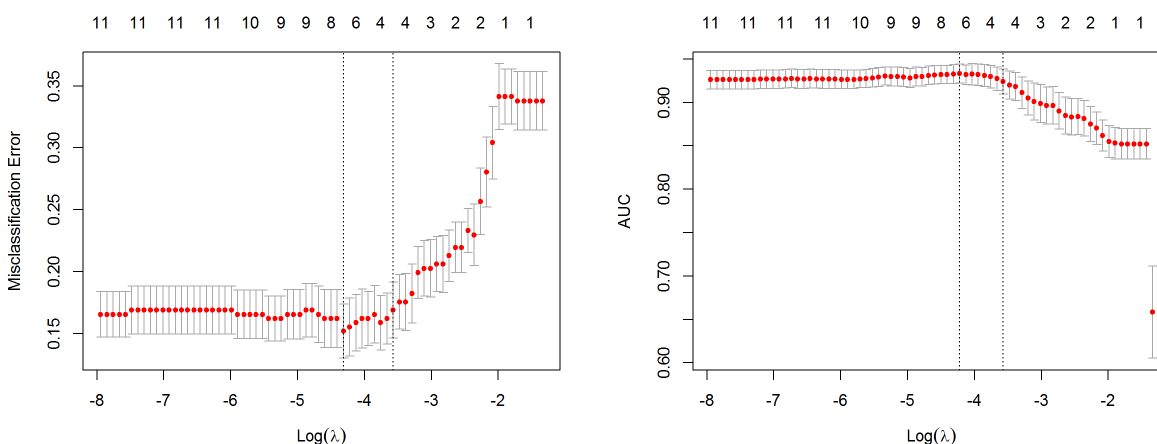 11 11 11 11 11 10 9 9 8 6 4 4 3 2 2 1 1
Misclassification Error
0.35
0.30
0.25
0.20
0.15
-8 -7 -6 -5 -4 -3 -2
Log(λ)
11 11 11 11 11 10 9 9 8 6 4 4 3 2 2 1 1
AUC
0.90
0.80
0.70
0.60
-8 -7 -6 -5 -4 -3 -2
Log(λ)